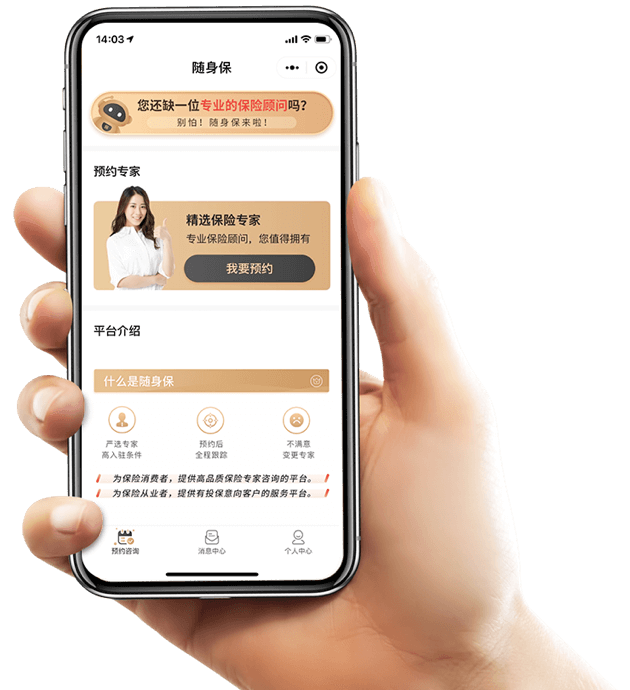 14:03
随身保
您还缺一位专业的保险顾问吗?
别怕！随身保来啦！
预约专家
精选保险专家
专业保险顾问，您值得拥有
我要预约
平台介绍
什么是随身保
严选专家
高入驻条件
预约后
全程跟踪
不满意
变更专家
为保险消费者，提供高品质保险专家咨询的平台。
为保险从业者，提供有投保意向客户的服务平台。
预约咨询
消息中心
个人中心